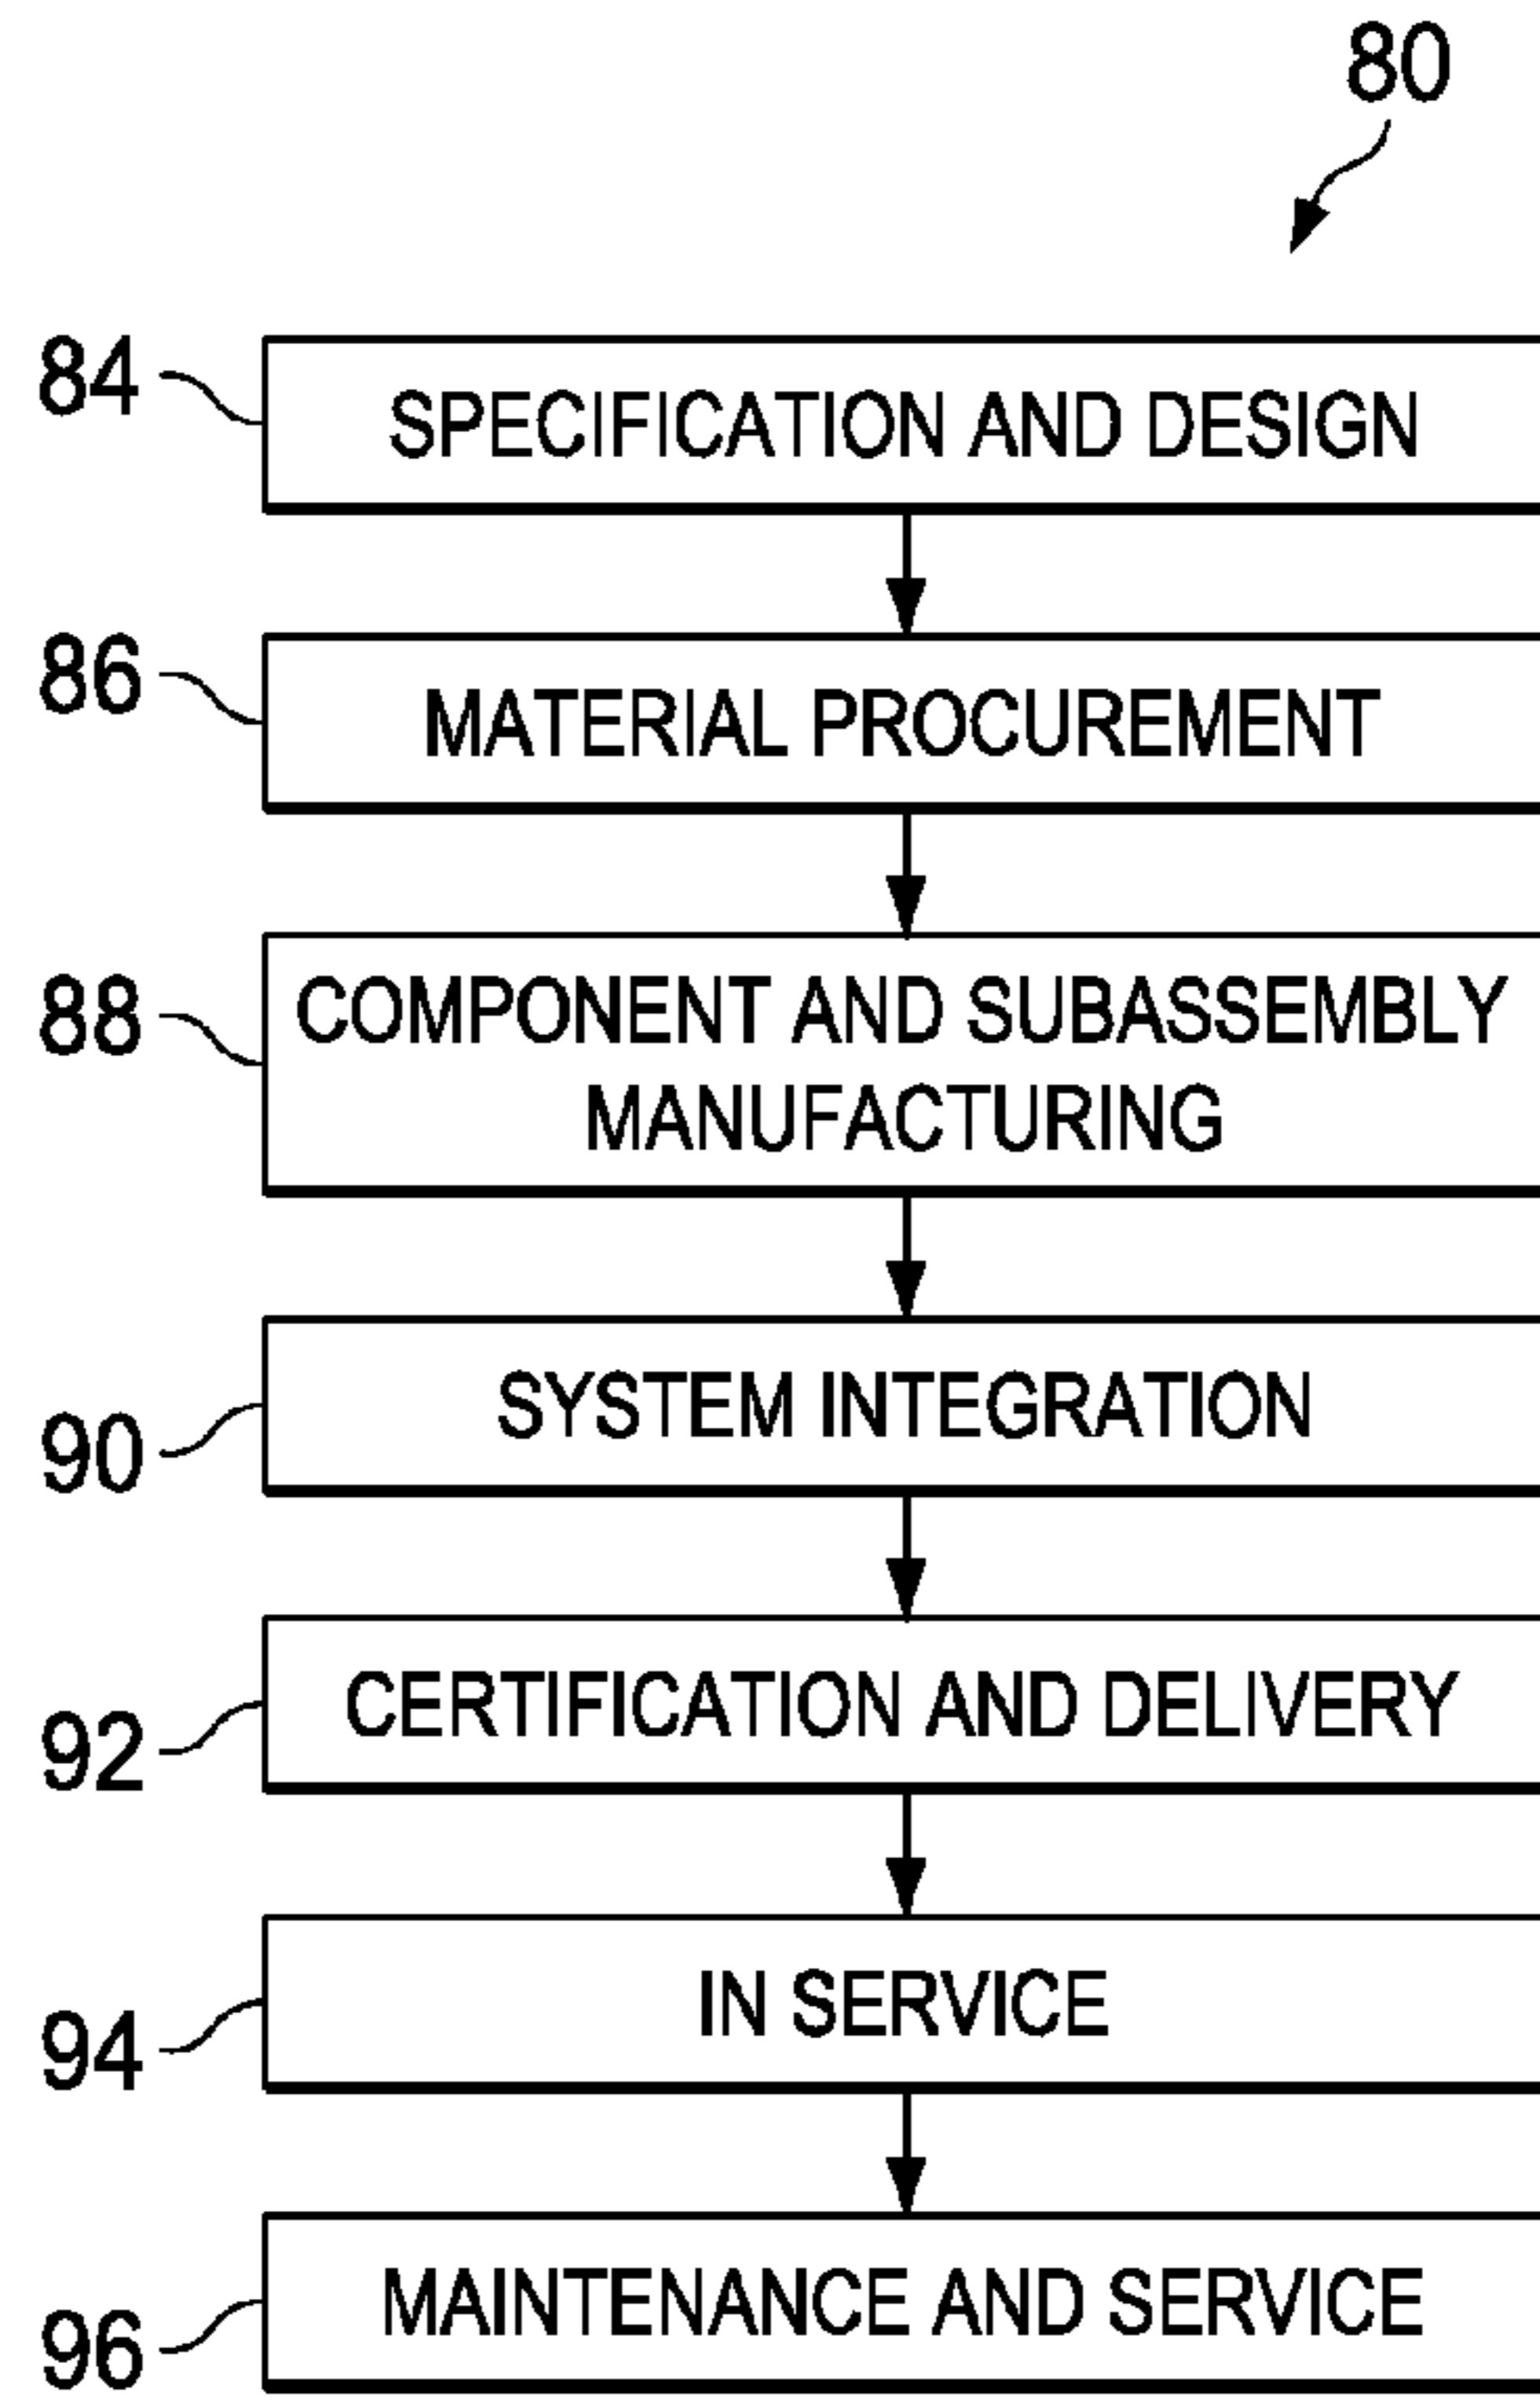 80
84
SPECIFICATION AND DESIGN
86
MATERIAL PROCUREMENT
88
COMPONENT AND SUBASSEMBLY
MANUFACTURING
90
SYSTEM INTEGRATION
92
CERTIFICATION AND DELIVERY
94
IN SERVICE
96
MAINTENANCE AND SERVICE